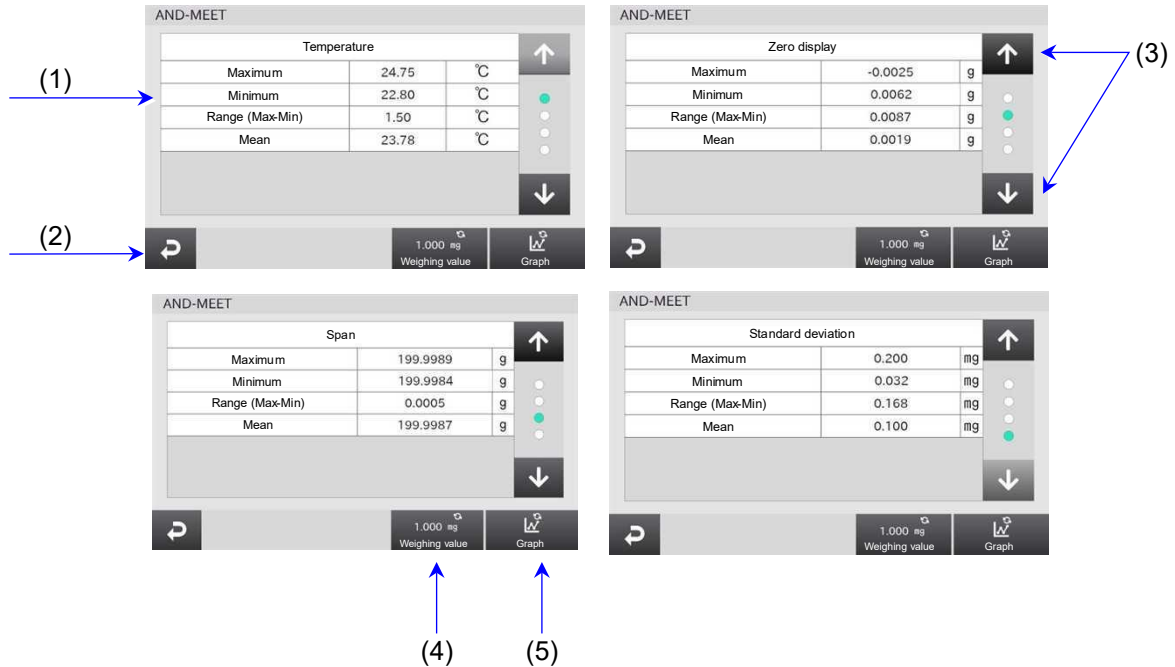 AND-MEET
Temperature
Maximum 24.75 ℃
Minimum 22.80 ℃
Range (Max-Min) 1.50 ℃
Mean 23.78 ℃
1.000 mg
Weighing value
Graph
(1)
(2)
AND-MEET
Zero display
Maximum -0.0025 g
Minimum 0.0062 g
Range (Max-Min) 0.0087 g
Mean 0.0019 g
1.000 mg
Weighing value
Graph
(3)
AND-MEET
Span
Maximum 199.9989 g
Minimum 199.9984 g
Range (Max-Min) 0.0005 g
Mean 199.9987 g
1.000 mg
Weighing value
Graph
AND-MEET
Standard deviation
Maximum 0.200 mg
Minimum 0.032 mg
Range (Max-Min) 0.168 mg
Mean 0.100 mg
1.000 mg
Weighing value
Graph
(4)
(5)